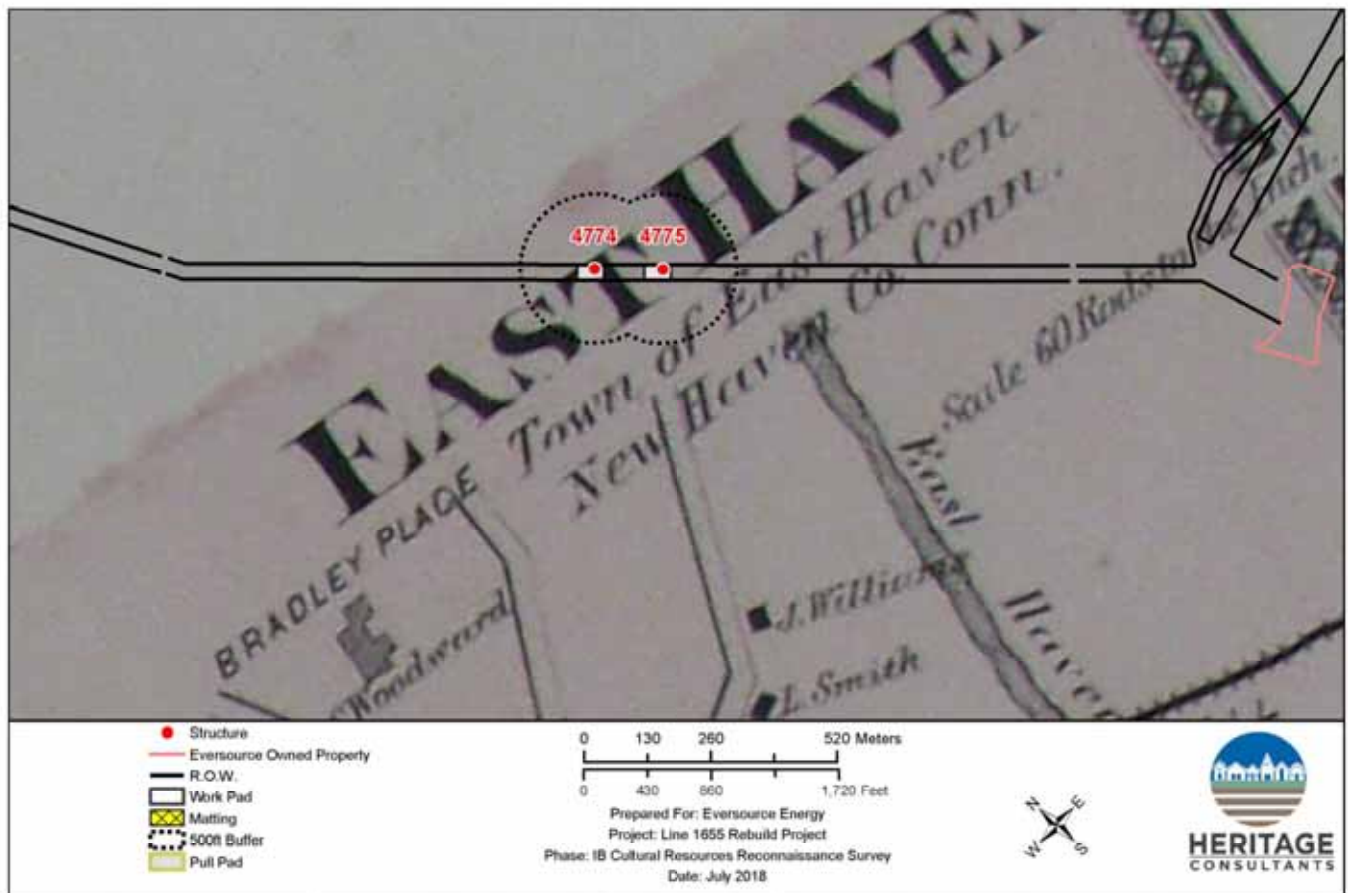 EAST HAVEN
Town of East Haven
New Haven Co. Conn.
Scale 60 Rods to Inch.
4774 4775
BRADLEY PLACE
Woodward
East Haven
J. Williams
L. Smith
Structure
Eversource Owned Property
R.O.W.
Work Pad
Matting
500ft Buffer
Pull Pad
0 130 260 520 Meters
0 430 860 1,720 Feet
Prepared For: Eversource Energy
Project: Line 1655 Rebuild Project
Phase: IB Cultural Resources Reconnaissance Survey
Date: July 2018
N E
W S
HERITAGE
CONSULTANTS